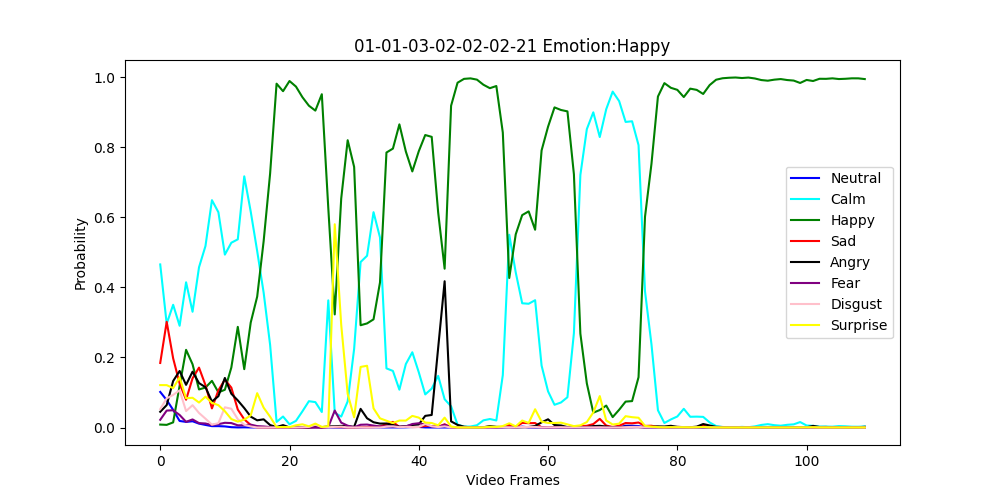 01-01-03-02-02-02-21 Emotion:Happy
1.0
0.8
0.6
0.4
0.2
0.0
Probability
0 20 40 60 80 100
Video Frames
Neutral
Calm
Happy
Sad
Angry
Fear
Disgust
Surprise